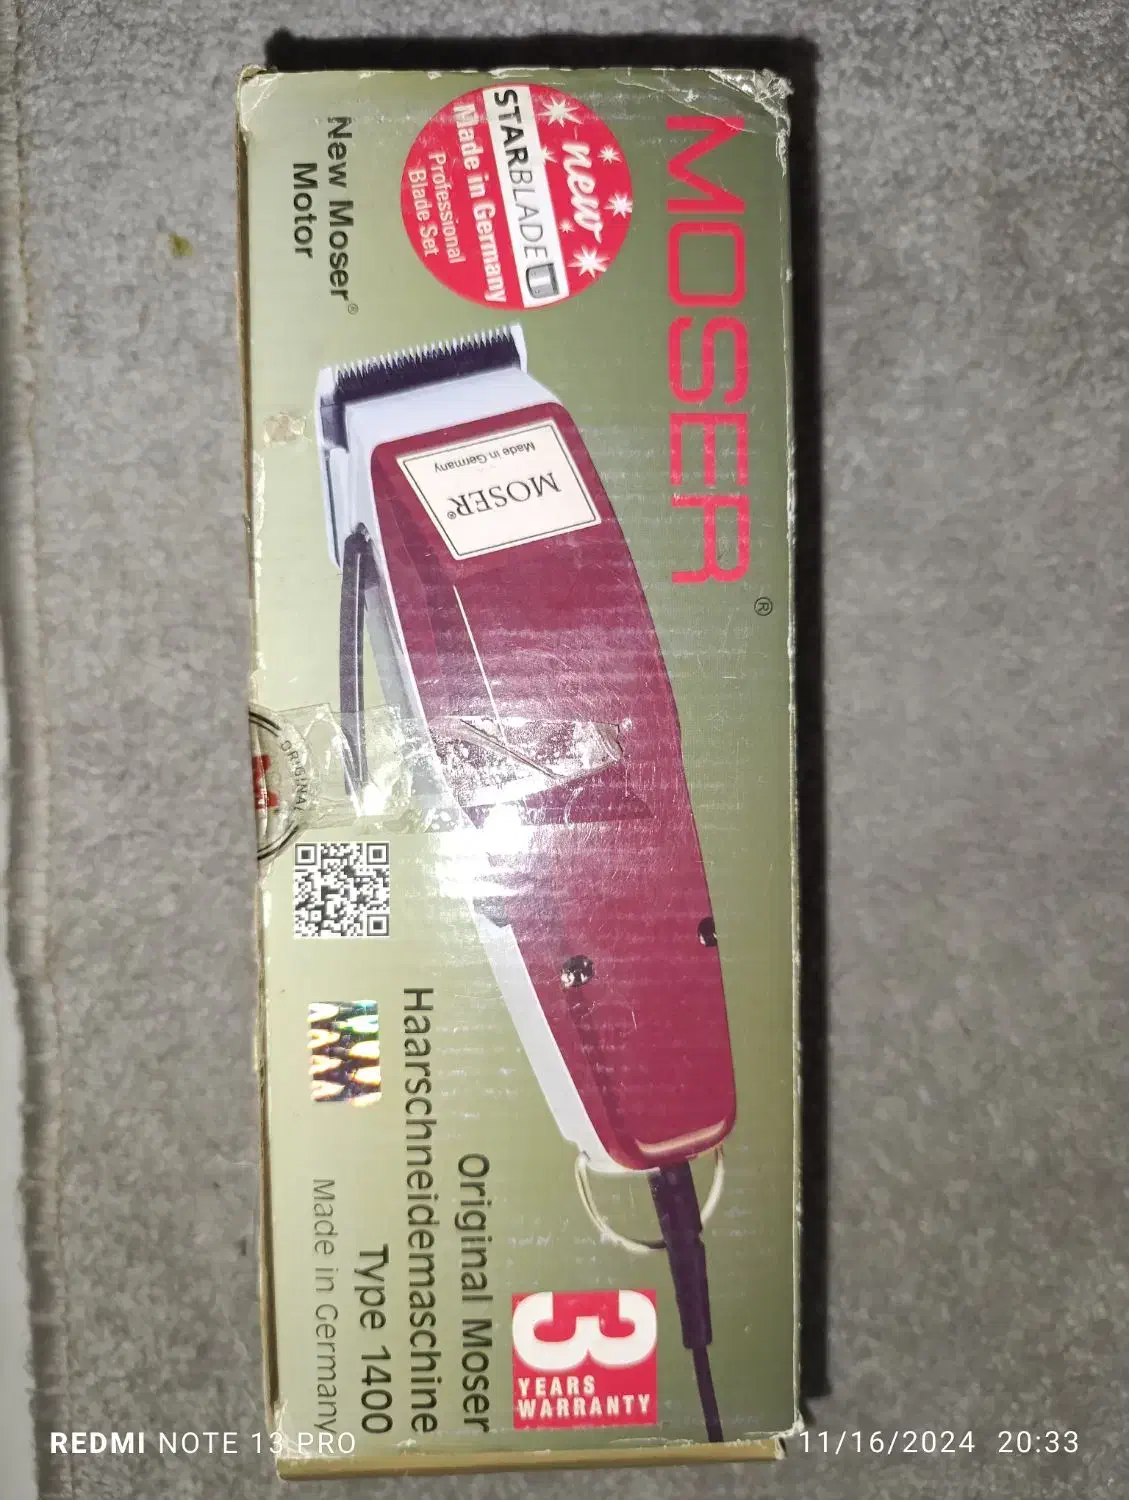 MOSER®
new
STARBLADE
Made in Germany
Professional
Blade Set
New Moser®
Motor
MOSER®
Made in Germany
ORIGINAL
Original Moser
Haarschneidemaschine
Type 1400
Made in Germany
3
YEARS
WARRANTY
REDMI NOTE 13 PRO
11/16/2024 20:33